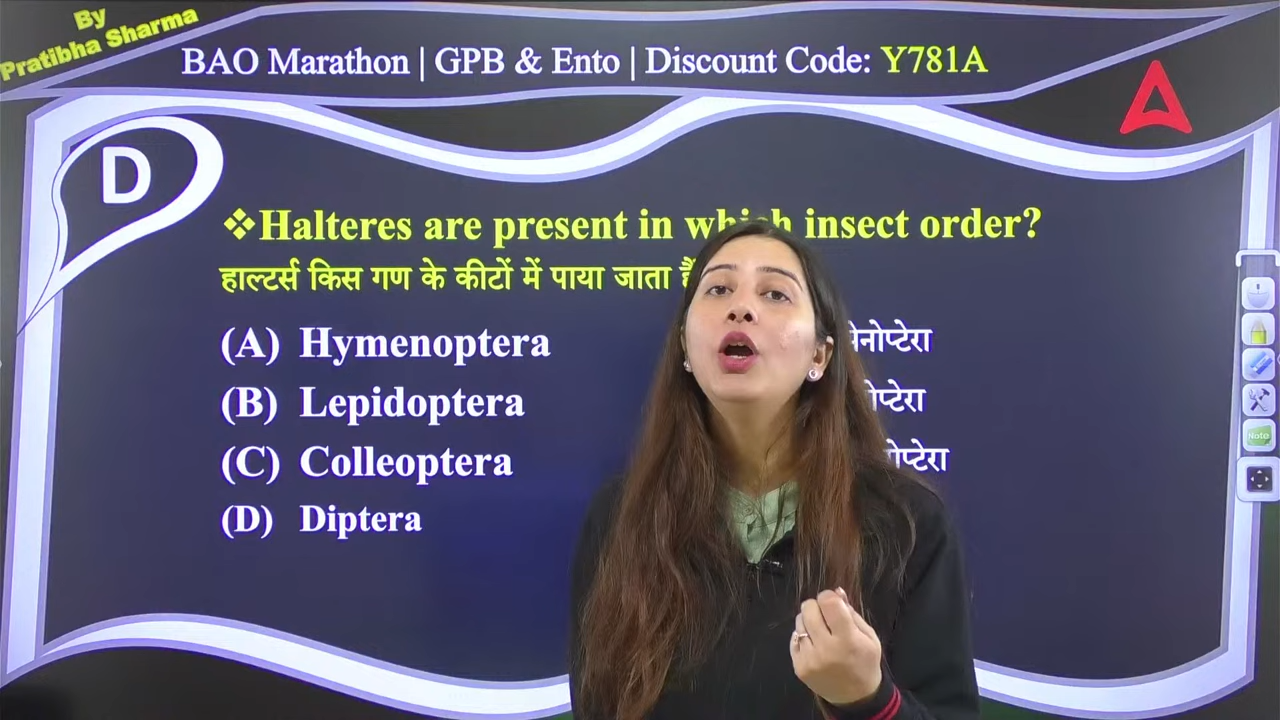 By
Pratibha Sharma
BAO Marathon | GPB & Ento | Discount Code: Y781A
D
❖Halteres are present in which insect order?
हाल्टर्स किस गण के कीटों में पाया जाता
(A) Hymenoptera
(B) Lepidoptera
(C) Colleoptera
(D) Diptera
Note